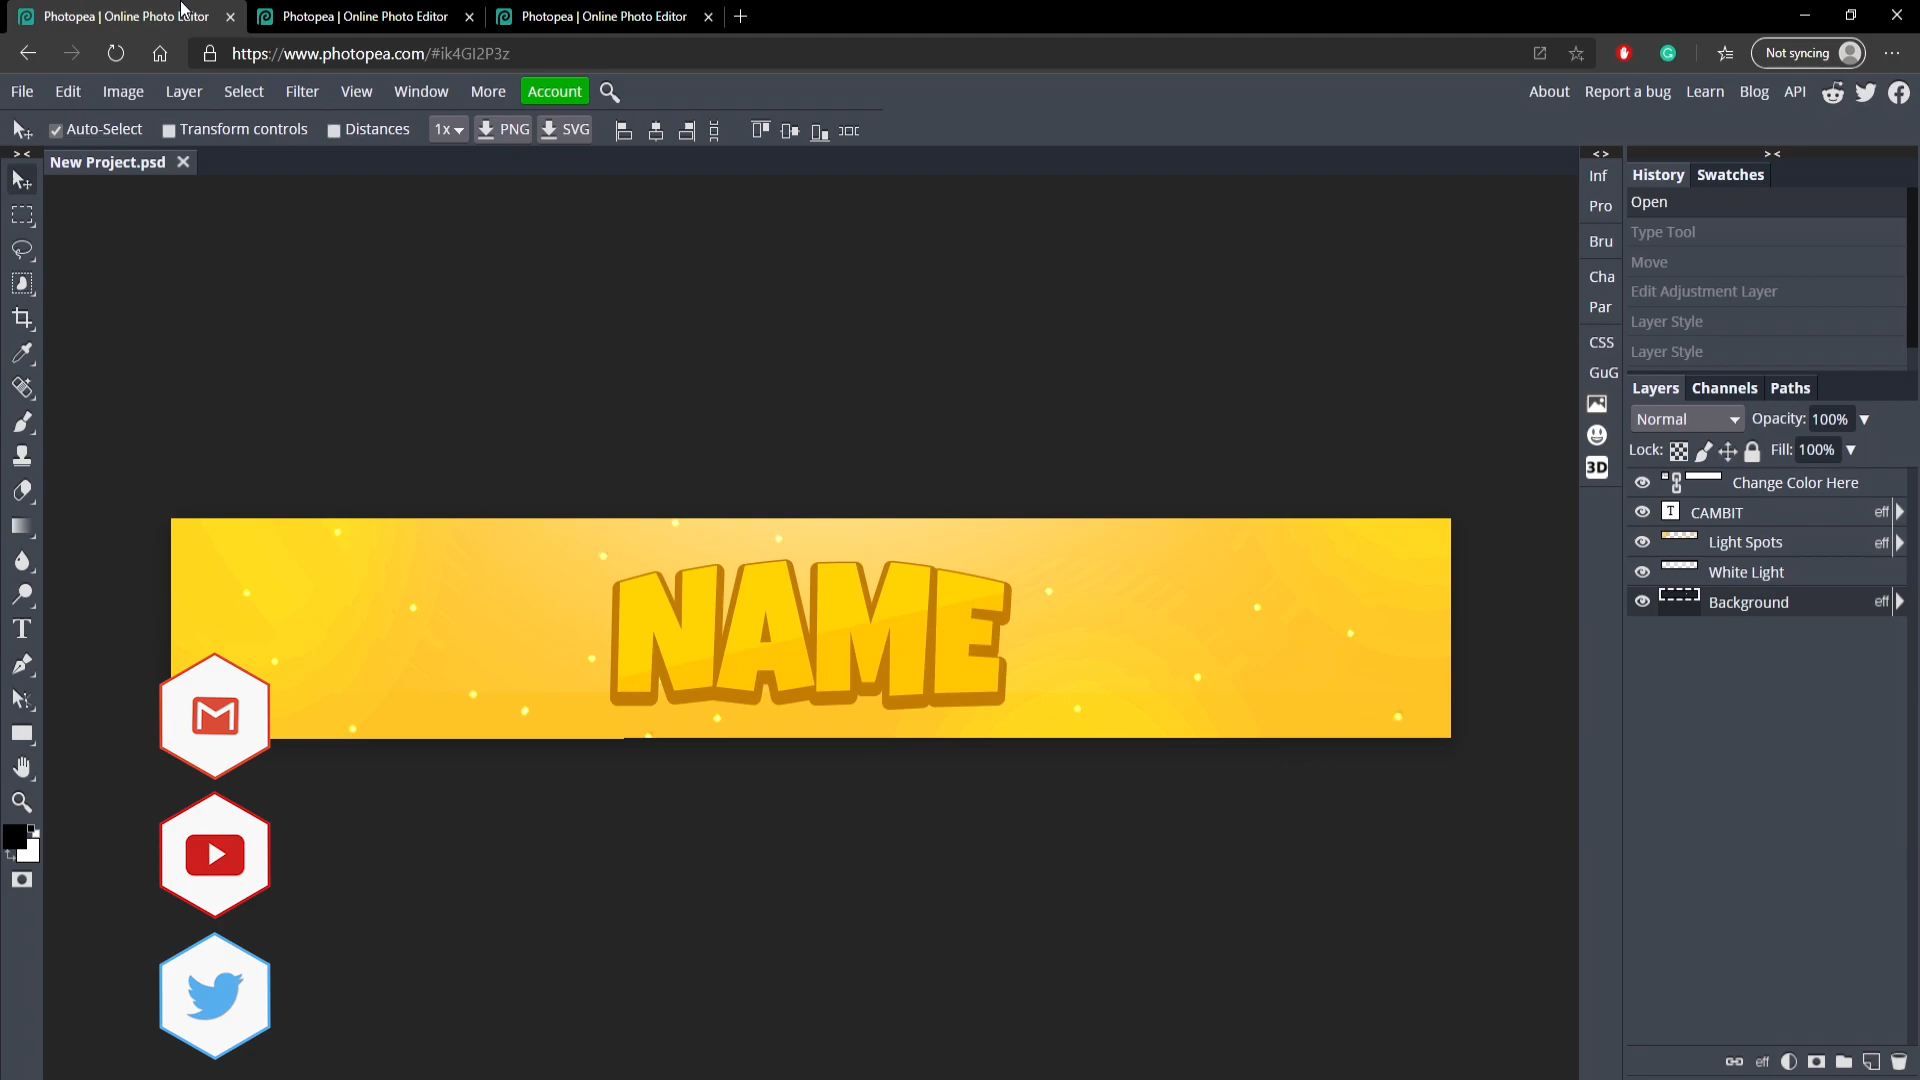 Photopea | Online Photo Editor
Photopea | Online Photo Editor
Photopea | Online Photo Editor
https://www.photopea.com/#ik4GI2P3z
Not syncing
File Edit Image Layer Select Filter View Window More Account
About Report a bug Learn Blog API
Auto-Select Transform controls Distances 1x PNG SVG
New Project.psd
Inf
Pro
Bru
Cha
Par
CSS
GuG
3D
History Swatches
Open
Type Tool
Move
Edit Adjustment Layer
Layer Style
Layer Style
Layers Channels Paths
Normal Opacity: 100%
Lock: Fill: 100%
Change Color Here
T CAMBIT eff
Light Spots eff
White Light
Background eff
NAME
T
eff